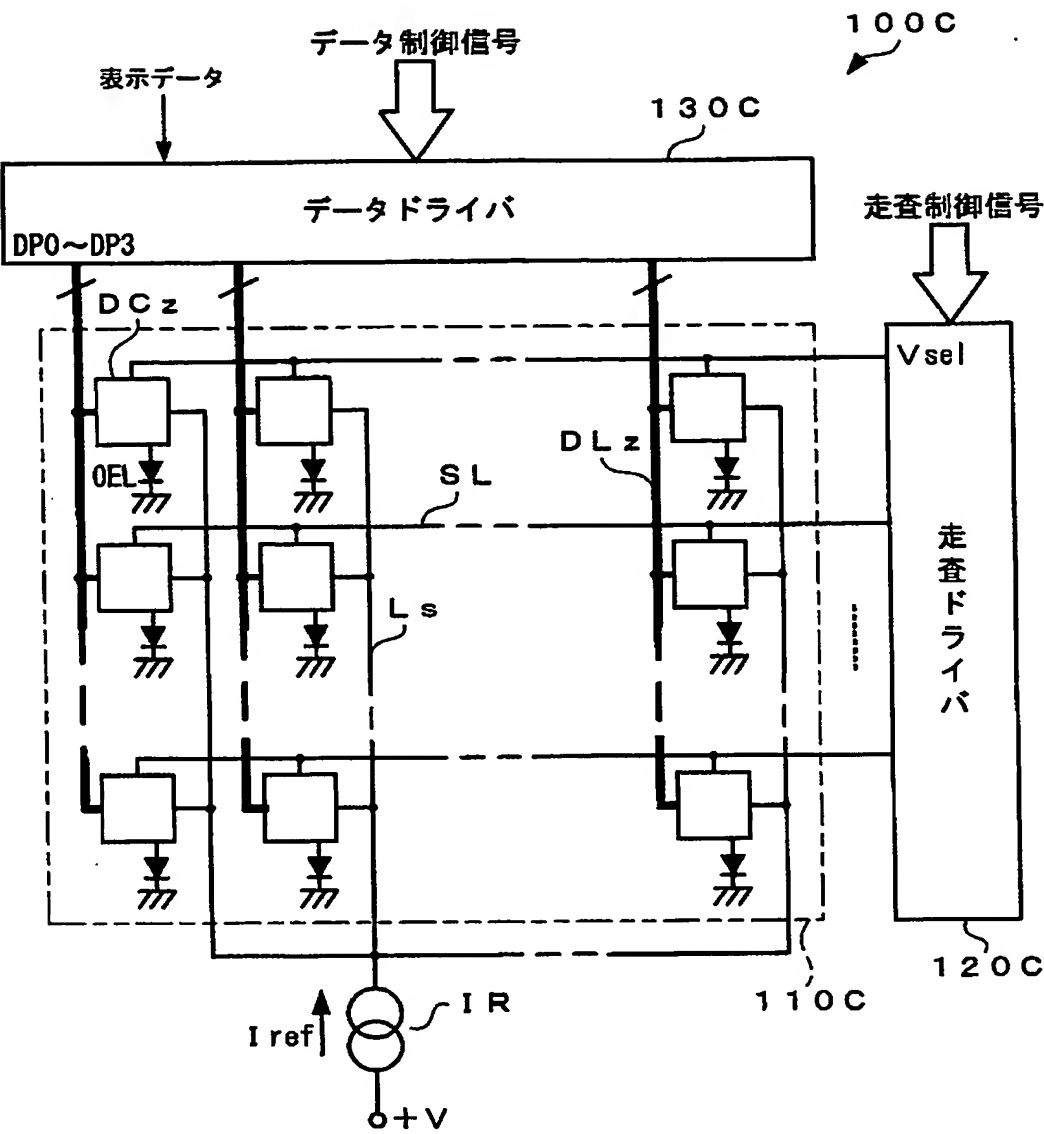 １００Ｃ
データ制御信号
表示データ
１３０Ｃ
データドライバ
走査制御信号
DP0～DP3
ＤＣｚ
Vsel
ＤＬｚ
OEL
ＳＬ
走査ドライバ
Ｌｓ
１２０Ｃ
１１０Ｃ
ＩＲ
Iref
＋V